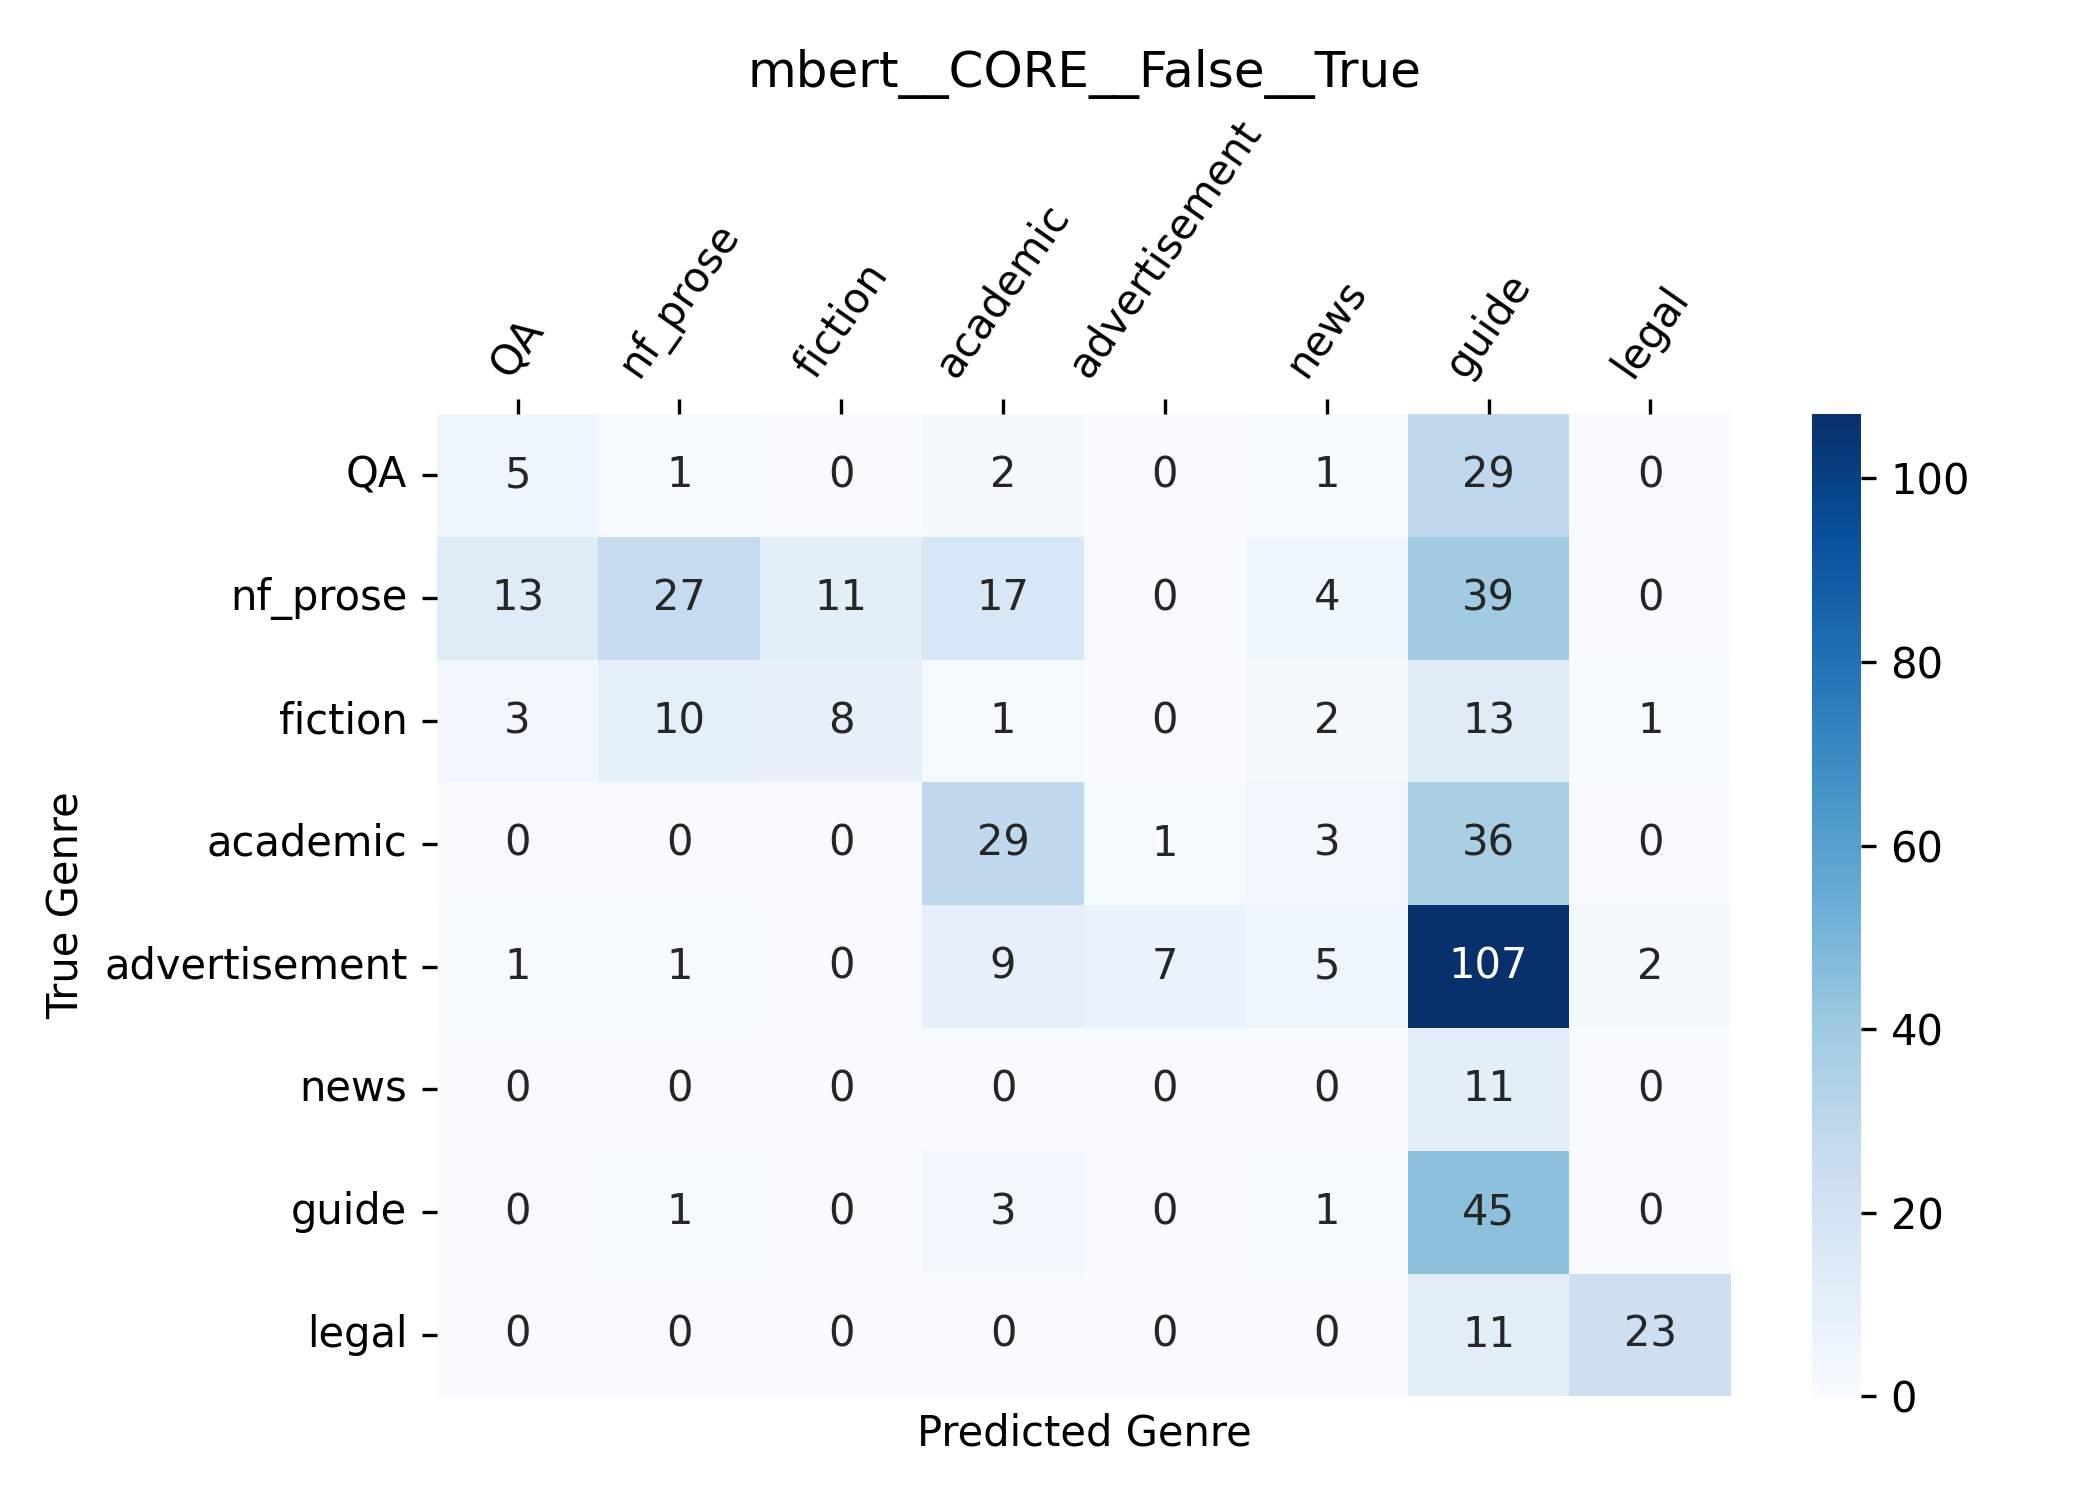 mbert__CORE__False__True
QA nf_prose fiction academic advertisement news guide legal
QA 5 1 0 2 0 1 29 0
nf_prose 13 27 11 17 0 4 39 0
fiction 3 10 8 1 0 2 13 1
academic 0 0 0 29 1 3 36 0
advertisement 1 1 0 9 7 5 107 2
news 0 0 0 0 0 0 11 0
guide 0 1 0 3 0 1 45 0
legal 0 0 0 0 0 0 11 23
True Genre
Predicted Genre
100
80
60
40
20
0